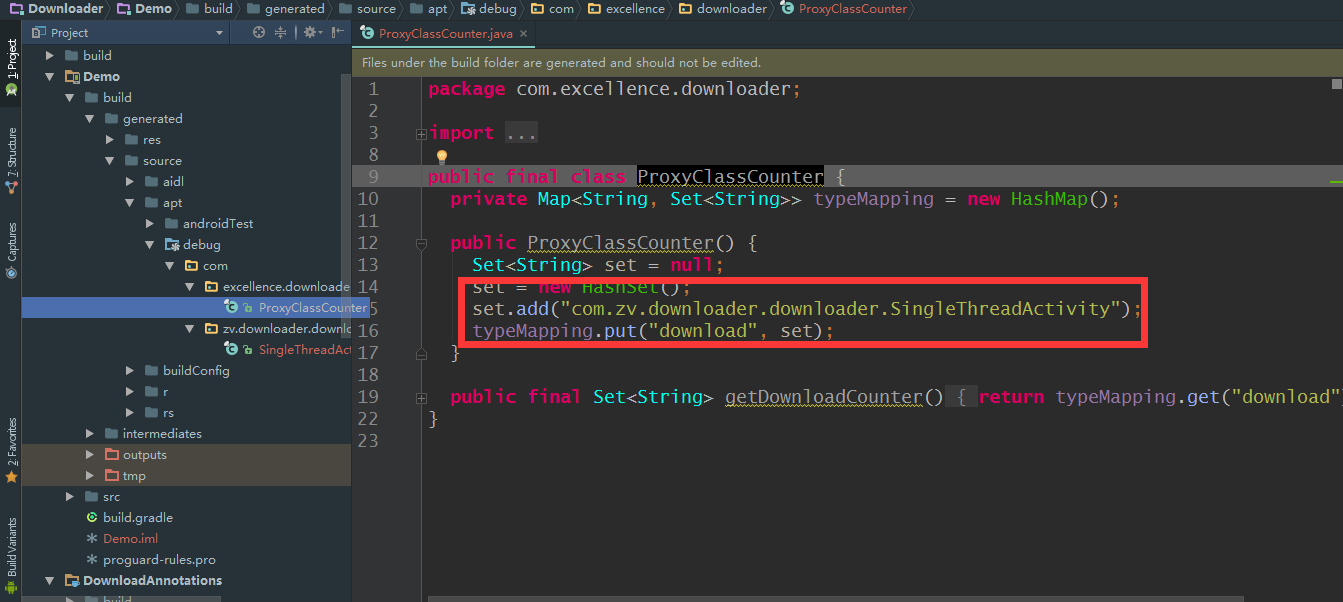 Downloader Demo build generated source apt debug com excellence downloader ProxyClassCounter
Project
ProxyClassCounter.java
1: Project
7: Structure
Captures
2: Favorites
Build Variants
build
Demo
build
generated
res
source
aidl
apt
androidTest
debug
com
excellence.downloade
ProxyClassCounter
zv.downloader.downlo
SingleThreadAct
buildConfig
r
rs
intermediates
outputs
tmp
src
build.gradle
Demo.iml
proguard-rules.pro
DownloadAnnotations
build
Files under the build folder are generated and should not be edited.
1 package com.excellence.downloader;
2
3 import ...
8
9 public final class ProxyClassCounter {
10 private Map<String, Set<String>> typeMapping = new HashMap();
11
12 public ProxyClassCounter() {
13 Set<String> set = null;
14 set = new HashSet();
5 set.add("com.zv.downloader.downloader.SingleThreadActivity");
16 typeMapping.put("download", set);
17 }
18
19 public final Set<String> getDownloadCounter() { return typeMapping.get("download")
22 }
23